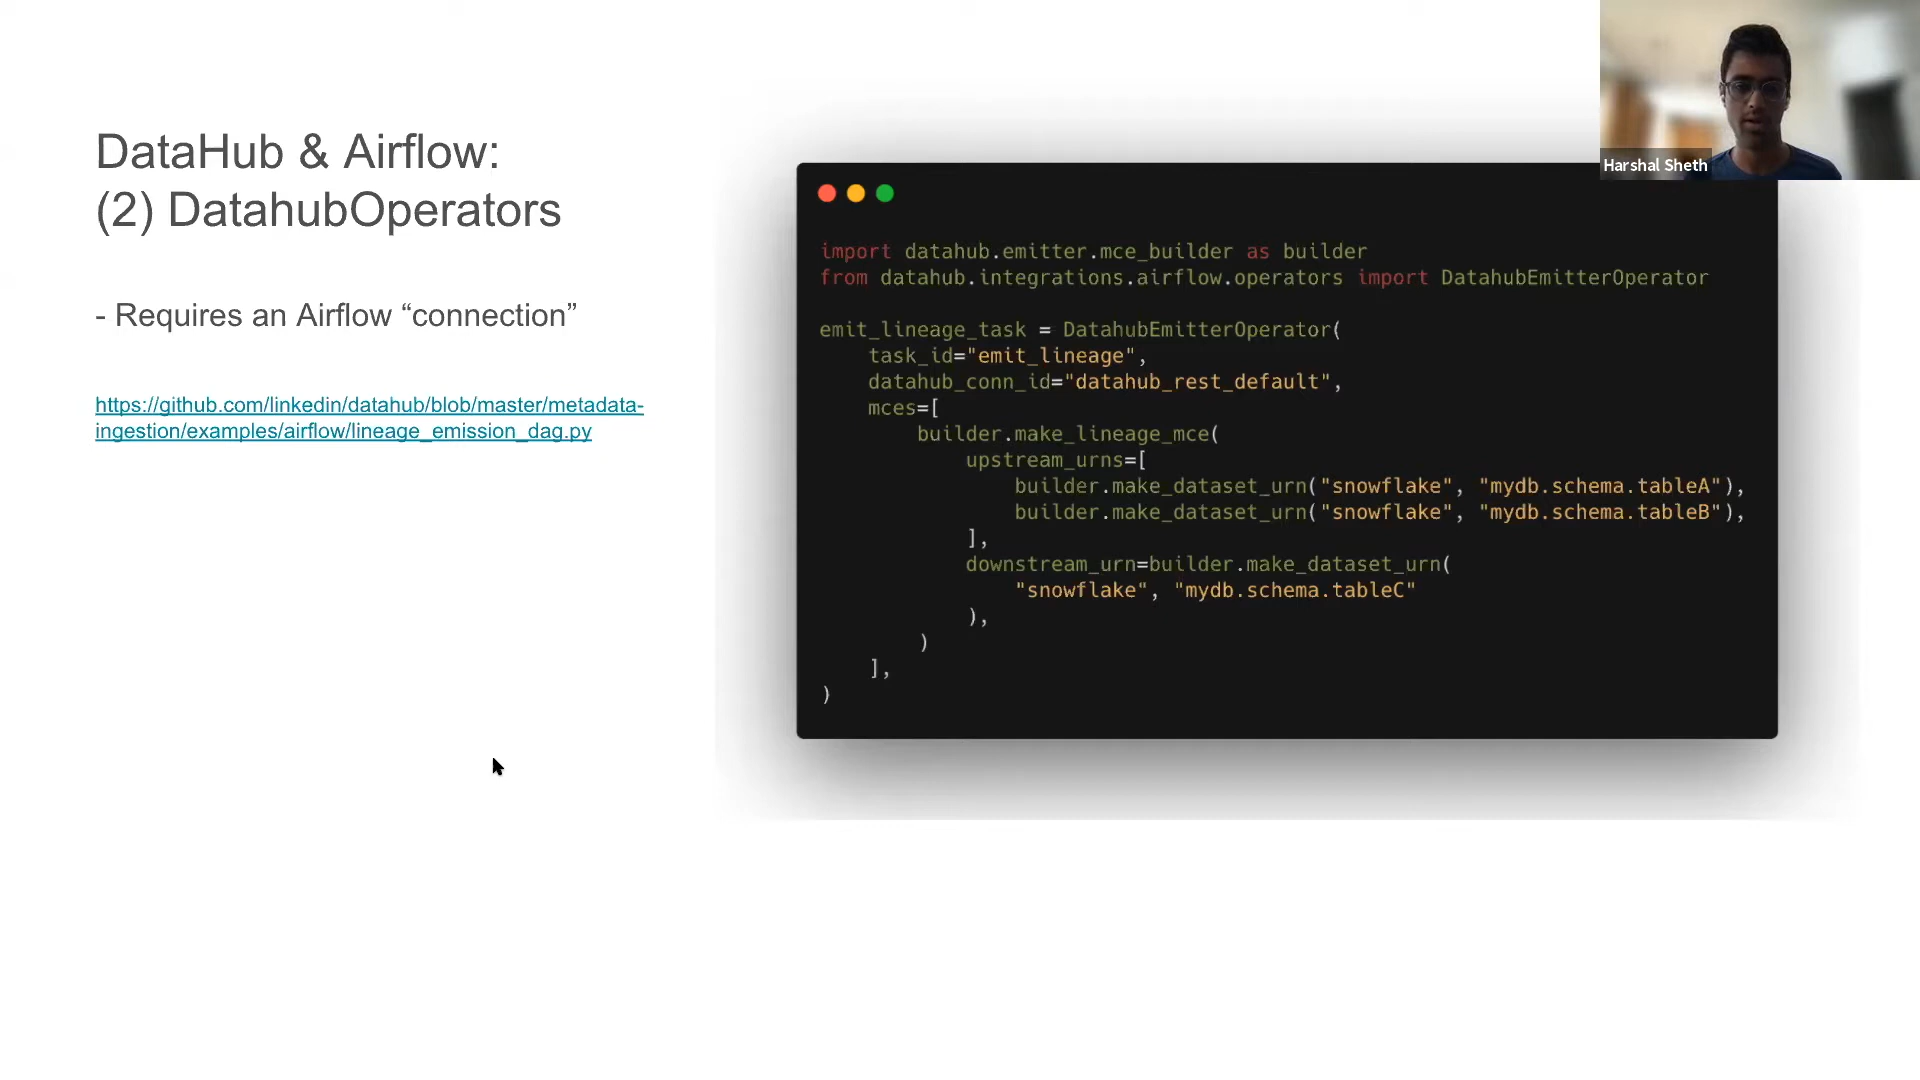 DataHub & Airflow:
(2) DatahubOperators
- Requires an Airflow “connection”
https://github.com/linkedin/datahub/blob/master/metadata-
ingestion/examples/airflow/lineage_emission_dag.py
import datahub.emitter.mce_builder as builder
from datahub.integrations.airflow.operators import DatahubEmitterOperator
emit_lineage_task = DatahubEmitterOperator(
    task_id="emit_lineage",
    datahub_conn_id="datahub_rest_default",
    mces=[
        builder.make_lineage_mce(
            upstream_urns=[
                builder.make_dataset_urn("snowflake", "mydb.schema.tableA"),
                builder.make_dataset_urn("snowflake", "mydb.schema.tableB"),
            ],
            downstream_urn=builder.make_dataset_urn(
                "snowflake", "mydb.schema.tableC"
            ),
        )
    ],
)
Harshal Sheth